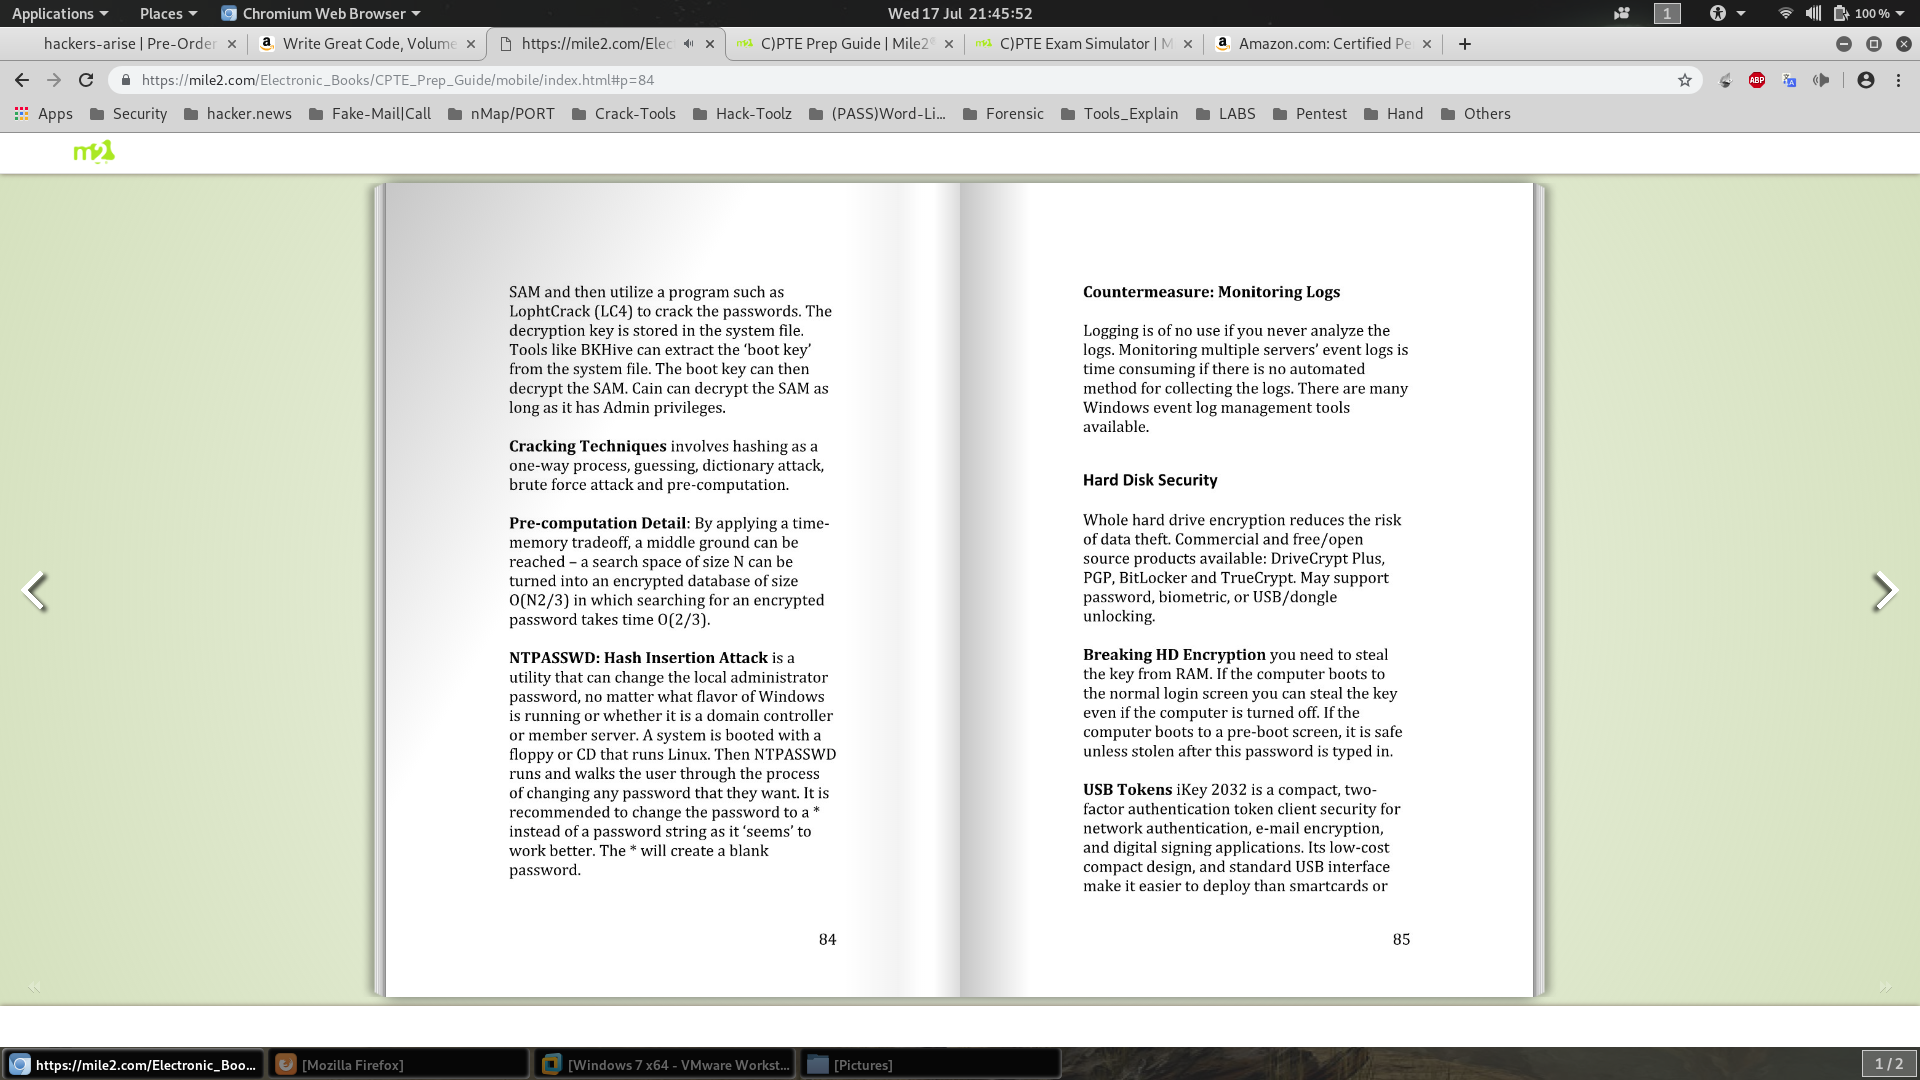 Applications
Places
Chromium Web Browser
Wed 17 Jul 21:45:52
1
100 %
hackers-arise | Pre-Order
Write Great Code, Volume
https://mile2.com/Elec
C)PTE Prep Guide | Mile2®
C)PTE Exam Simulator | M
Amazon.com: Certified Pe
https://mile2.com/Electronic_Books/CPTE_Prep_Guide/mobile/index.html#p=84
ABP
Apps
Security
hacker.news
Fake-Mail|Call
nMap/PORT
Crack-Tools
Hack-Toolz
(PASS)Word-Li...
Forensic
Tools_Explain
LABS
Pentest
Hand
Others
m2
SAM and then utilize a program such as
LophtCrack (LC4) to crack the passwords. The
decryption key is stored in the system file.
Tools like BKHive can extract the ‘boot key’
from the system file. The boot key can then
decrypt the SAM. Cain can decrypt the SAM as
long as it has Admin privileges.
Cracking Techniques involves hashing as a
one-way process, guessing, dictionary attack,
brute force attack and pre-computation.
Pre-computation Detail: By applying a time-
memory tradeoff, a middle ground can be
reached – a search space of size N can be
turned into an encrypted database of size
O(N2/3) in which searching for an encrypted
password takes time O(2/3).
NTPASSWD: Hash Insertion Attack is a
utility that can change the local administrator
password, no matter what flavor of Windows
is running or whether it is a domain controller
or member server. A system is booted with a
floppy or CD that runs Linux. Then NTPASSWD
runs and walks the user through the process
of changing any password that they want. It is
recommended to change the password to a *
instead of a password string as it ‘seems’ to
work better. The * will create a blank
password.
84
Countermeasure: Monitoring Logs
Logging is of no use if you never analyze the
logs. Monitoring multiple servers’ event logs is
time consuming if there is no automated
method for collecting the logs. There are many
Windows event log management tools
available.
Hard Disk Security
Whole hard drive encryption reduces the risk
of data theft. Commercial and free/open
source products available: DriveCrypt Plus,
PGP, BitLocker and TrueCrypt. May support
password, biometric, or USB/dongle
unlocking.
Breaking HD Encryption you need to steal
the key from RAM. If the computer boots to
the normal login screen you can steal the key
even if the computer is turned off. If the
computer boots to a pre-boot screen, it is safe
unless stolen after this password is typed in.
USB Tokens iKey 2032 is a compact, two-
factor authentication token client security for
network authentication, e-mail encryption,
and digital signing applications. Its low-cost
compact design, and standard USB interface
make it easier to deploy than smartcards or
85
https://mile2.com/Electronic_Boo...
[Mozilla Firefox]
[Windows 7 x64 - VMware Workst...
[Pictures]
1 / 2